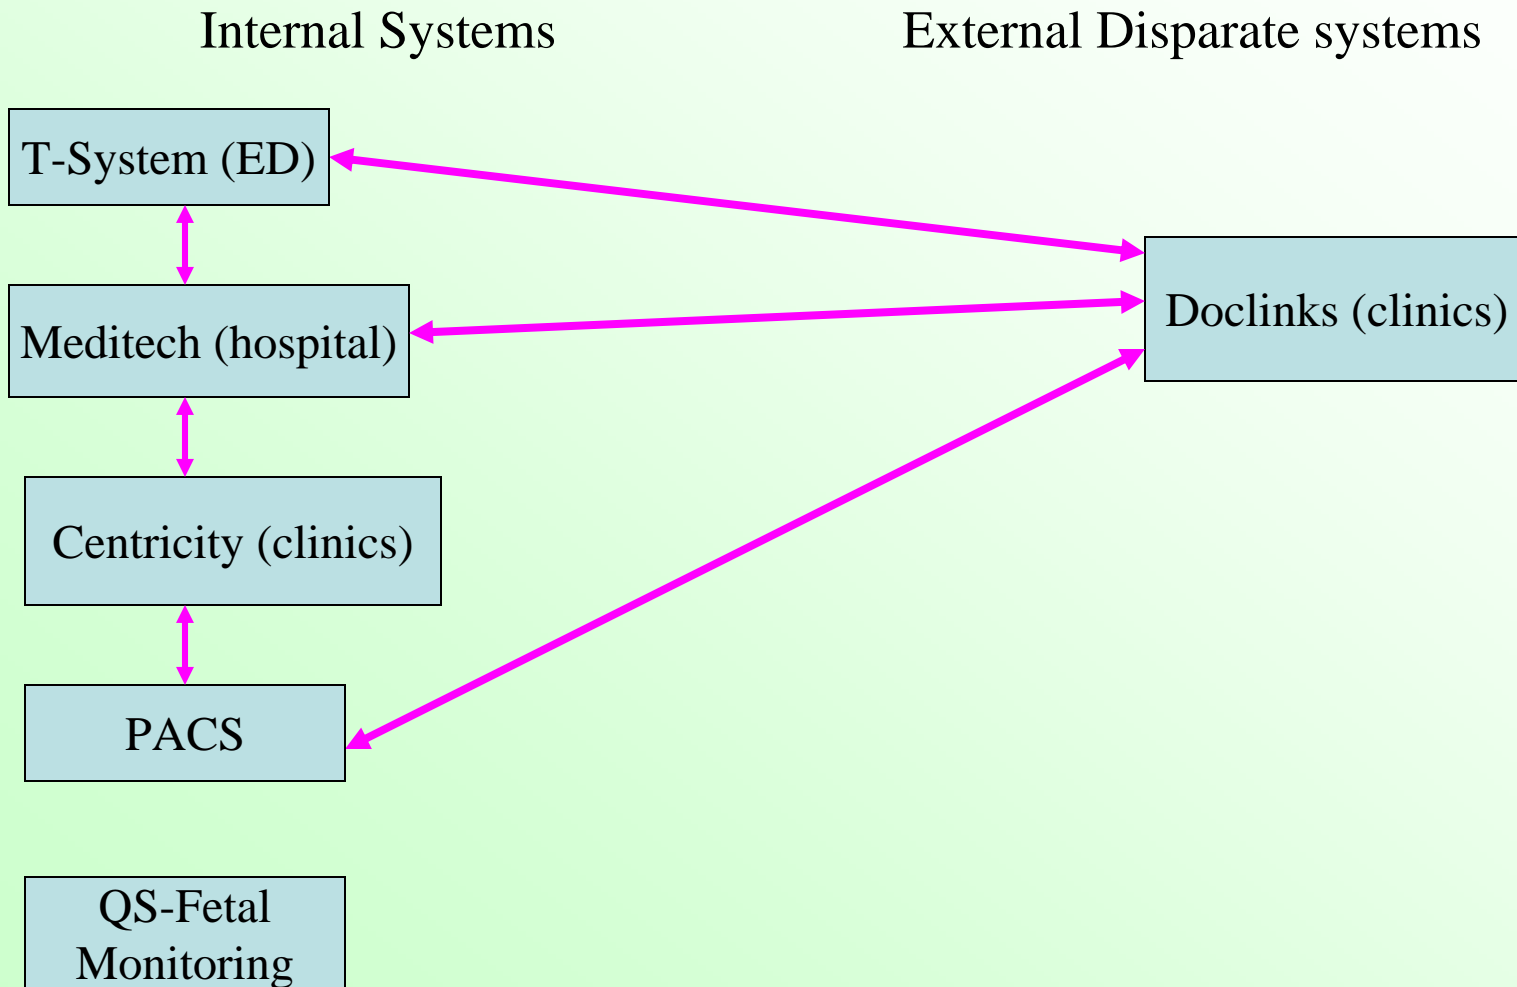 Internal Systems
External Disparate systems
T-System (ED)
Meditech (hospital)
Doclinks (clinics)
Centricity (clinics)
PACS
QS-Fetal
Monitoring